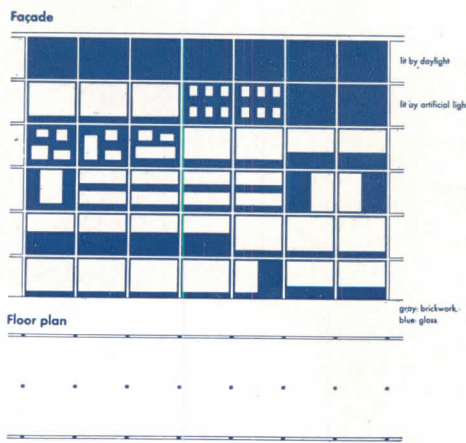 Façade
lit by daylight
lit by artificial ligh
gray: brickwork,
blue: glass
Floor plan